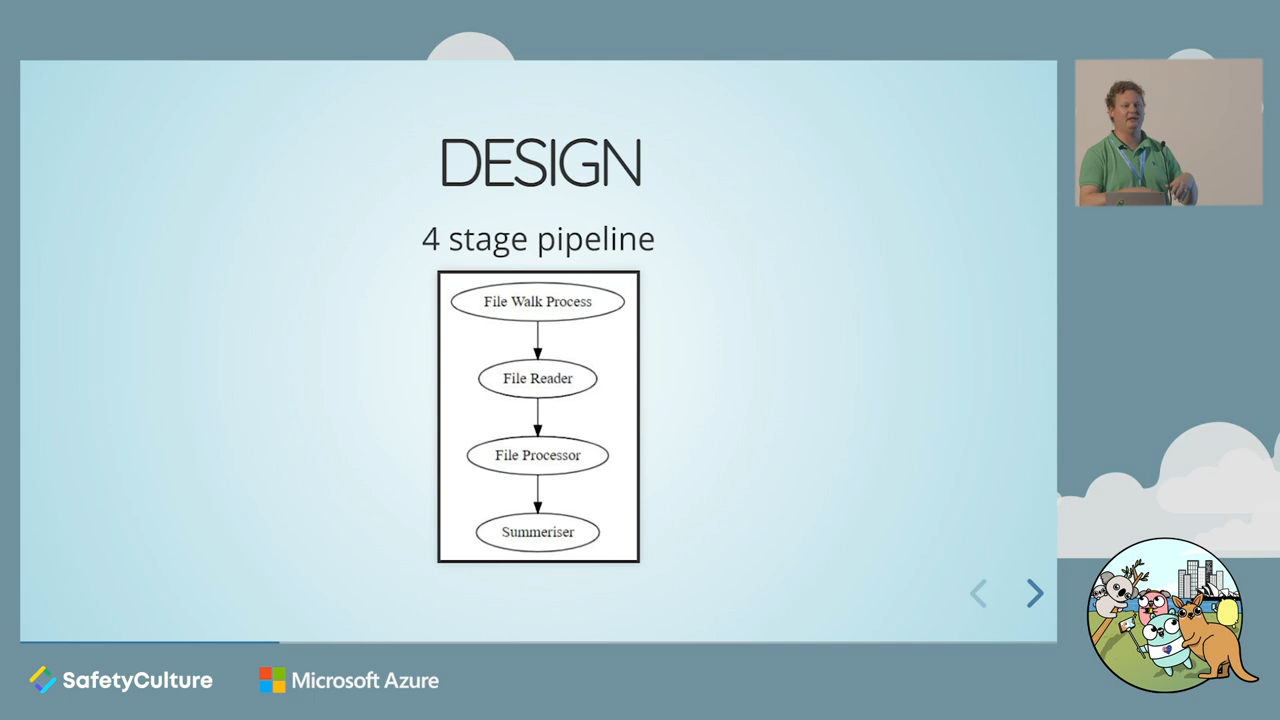 DESIGN
4 stage pipeline
File Walk Process
File Reader
File Processor
Summeriser
SafetyCulture
Microsoft Azure